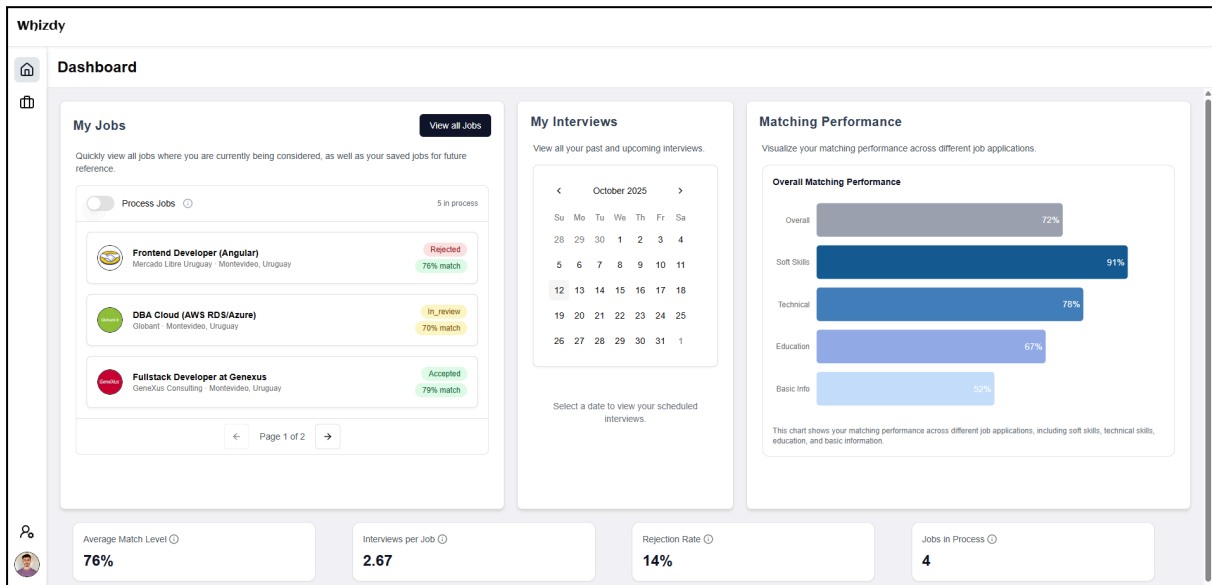 Whizdy
Dashboard
My Jobs
View all Jobs
Quickly view all jobs where you are currently being considered, as well as your saved jobs for future
reference.
Process Jobs
5 in process
Frontend Developer (Angular)
Mercado Libre Uruguay · Montevideo, Uruguay
Rejected
76% match
DBA Cloud (AWS RDS/Azure)
Globant · Montevideo, Uruguay
In_review
70% match
Fullstack Developer at Genexus
GeneXus Consulting · Montevideo, Uruguay
Accepted
79% match
Page 1 of 2
My Interviews
View all your past and upcoming interviews.
October 2025
Su Mo Tu We Th Fr Sa
28 29 30 1 2 3 4
5 6 7 8 9 10 11
12 13 14 15 16 17 18
19 20 21 22 23 24 25
26 27 28 29 30 31 1
Select a date to view your scheduled
interviews.
Matching Performance
Visualize your matching performance across different job applications.
Overall Matching Performance
Overall 72%
Soft Skills 91%
Technical 78%
Education 67%
Basic Info 52%
This chart shows your matching performance across different job applications, including soft skills, technical skills,
education, and basic information.
Average Match Level
76%
Interviews per Job
2.67
Rejection Rate
14%
Jobs in Process
4